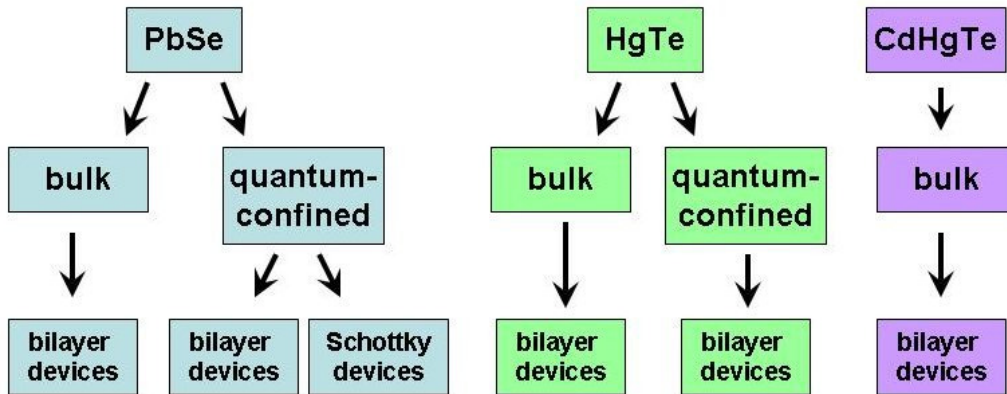 PbSe
HgTe
CdHgTe
bulk
quantum-
confined
bulk
quantum-
confined
bulk
bilayer
devices
bilayer
devices
Schottky
devices
bilayer
devices
bilayer
devices
bilayer
devices